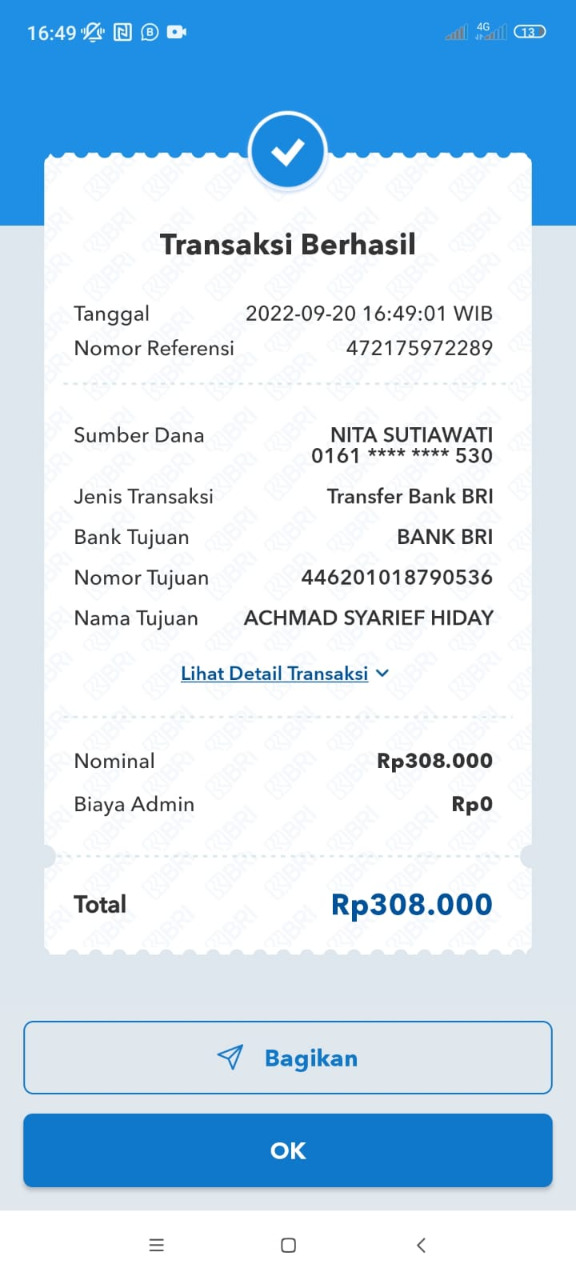 16:49
4G
13
Transaksi Berhasil
Tanggal 2022-09-20 16:49:01 WIB
Nomor Referensi 472175972289
Sumber Dana NITA SUTIAWATI
0161 **** **** 530
Jenis Transaksi Transfer Bank BRI
Bank Tujuan BANK BRI
Nomor Tujuan 446201018790536
Nama Tujuan ACHMAD SYARIEF HIDAY
Lihat Detail Transaksi
Nominal Rp308.000
Biaya Admin Rp0
Total Rp308.000
Bagikan
OK